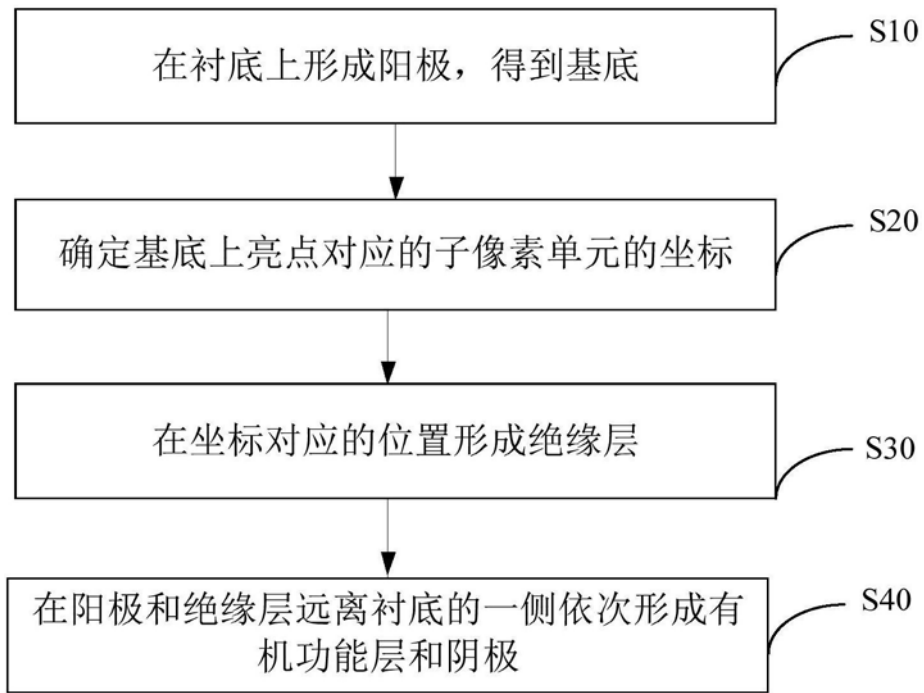 在衬底上形成阳极，得到基底
S10
确定基底上亮点对应的子像素单元的坐标
S20
在坐标对应的位置形成绝缘层
S30
在阳极和绝缘层远离衬底的一侧依次形成有
机功能层和阴极
S40